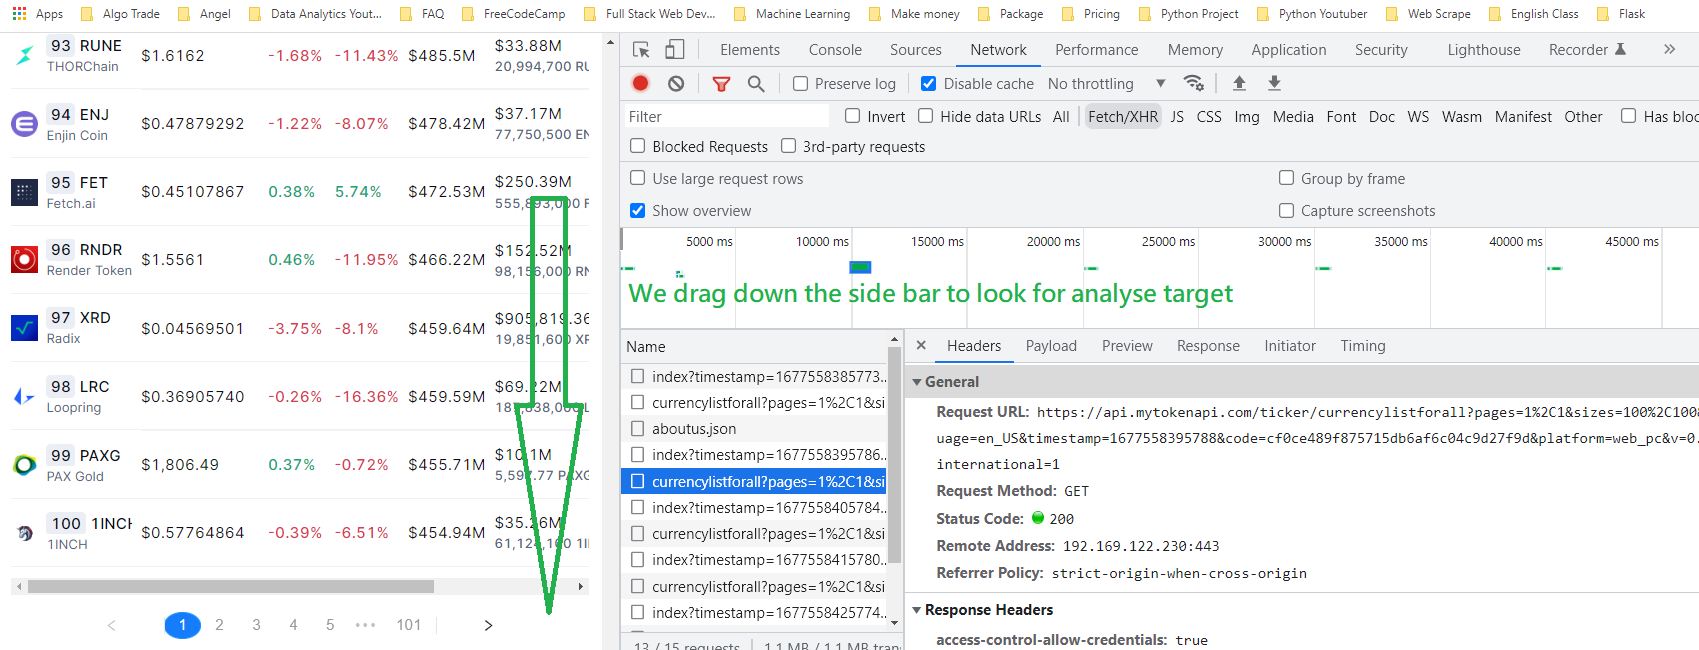 Apps Algo Trade Angel Data Analytics Yout... FAQ FreeCodeCamp Full Stack Web Dev... Machine Learning Make money Package Pricing Python Project Python Youtuber Web Scrape English Class Flask
93 RUNE $1.6162 -1.68% -11.43% $485.5M $33.88M
THORChain 20,994,700 RU
94 ENJ $0.47879292 -1.22% -8.07% $478.42M $37.17M
Enjin Coin 77,750,500 EN
95 FET $0.45107867 0.38% 5.74% $472.53M $250.39M
Fetch.ai 555,893,000 F
96 RNDR $1.5561 0.46% -11.95% $466.22M $152.52M
Render Token 98,156,000 RN
97 XRD $0.04569501 -3.75% -8.1% $459.64M $905,819.36
Radix 19,851,600 XF
98 LRC $0.36905740 -0.26% -16.36% $459.59M $69.22M
Loopring
99 PAXG $1,806.49 0.37% -0.72% $455.71M $10.1M
PAX Gold 5,597.77 PAXG
100 1INCH $0.57764864 -0.39% -6.51% $454.94M $35.26M
1INCH 61,124,100 1I
< 1 2 3 4 5 ••• 101 >
Elements Console Sources Network Performance Memory Application Security Lighthouse Recorder »
Preserve log Disable cache No throttling
Filter Invert Hide data URLs All Fetch/XHR JS CSS Img Media Font Doc WS Wasm Manifest Other Has bloc
Blocked Requests 3rd-party requests
Use large request rows Group by frame
Show overview Capture screenshots
5000 ms 10000 ms 15000 ms 20000 ms 25000 ms 30000 ms 35000 ms 40000 ms 45000 ms
We drag down the side bar to look for analyse target
Name
index?timestamp=1677558385773..
currencylistforall?pages=1%2C1&si
aboutus.json
index?timestamp=1677558395786..
currencylistforall?pages=1%2C1&si
index?timestamp=1677558405784..
currencylistforall?pages=1%2C1&si
index?timestamp=1677558415780..
currencylistforall?pages=1%2C1&si
index?timestamp=1677558425774..
13 / 15 requests 1.1 MB / 1.1 MB tran
× Headers Payload Preview Response Initiator Timing
General
Request URL: https://api.mytokenapi.com/ticker/currencylistforall?pages=1%2C1&sizes=100%2C100&
uage=en_US&timestamp=1677558395788&code=cf0ce489f875715db6af6c04c9d27f9d&platform=web_pc&v=0.
international=1
Request Method: GET
Status Code: 200
Remote Address: 192.169.122.230:443
Referrer Policy: strict-origin-when-cross-origin
Response Headers
access-control-allow-credentials: true